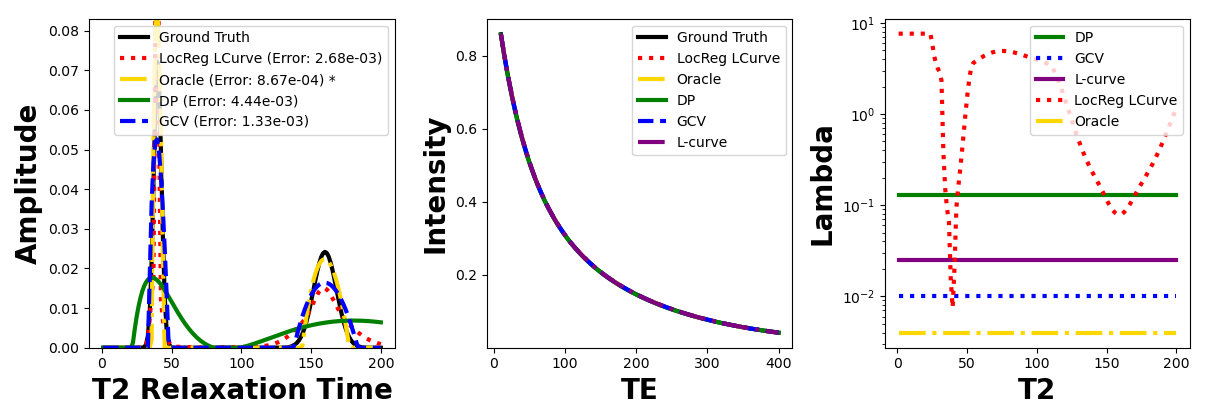 0.08
0.07
0.06
0.05
0.04
0.03
0.02
0.01
0.00
Amplitude
Ground Truth
LocReg LCurve (Error: 2.68e-03)
Oracle (Error: 8.67e-04) *
DP (Error: 4.44e-03)
GCV (Error: 1.33e-03)
0 50 100 150 200
T2 Relaxation Time
0.8
0.6
0.4
0.2
Intensity
Ground Truth
LocReg LCurve
Oracle
DP
GCV
L-curve
0 100 200 300 400
TE
10¹
10⁰
10⁻¹
10⁻²
Lambda
DP
GCV
L-curve
LocReg LCurve
Oracle
0 50 100 150 200
T2